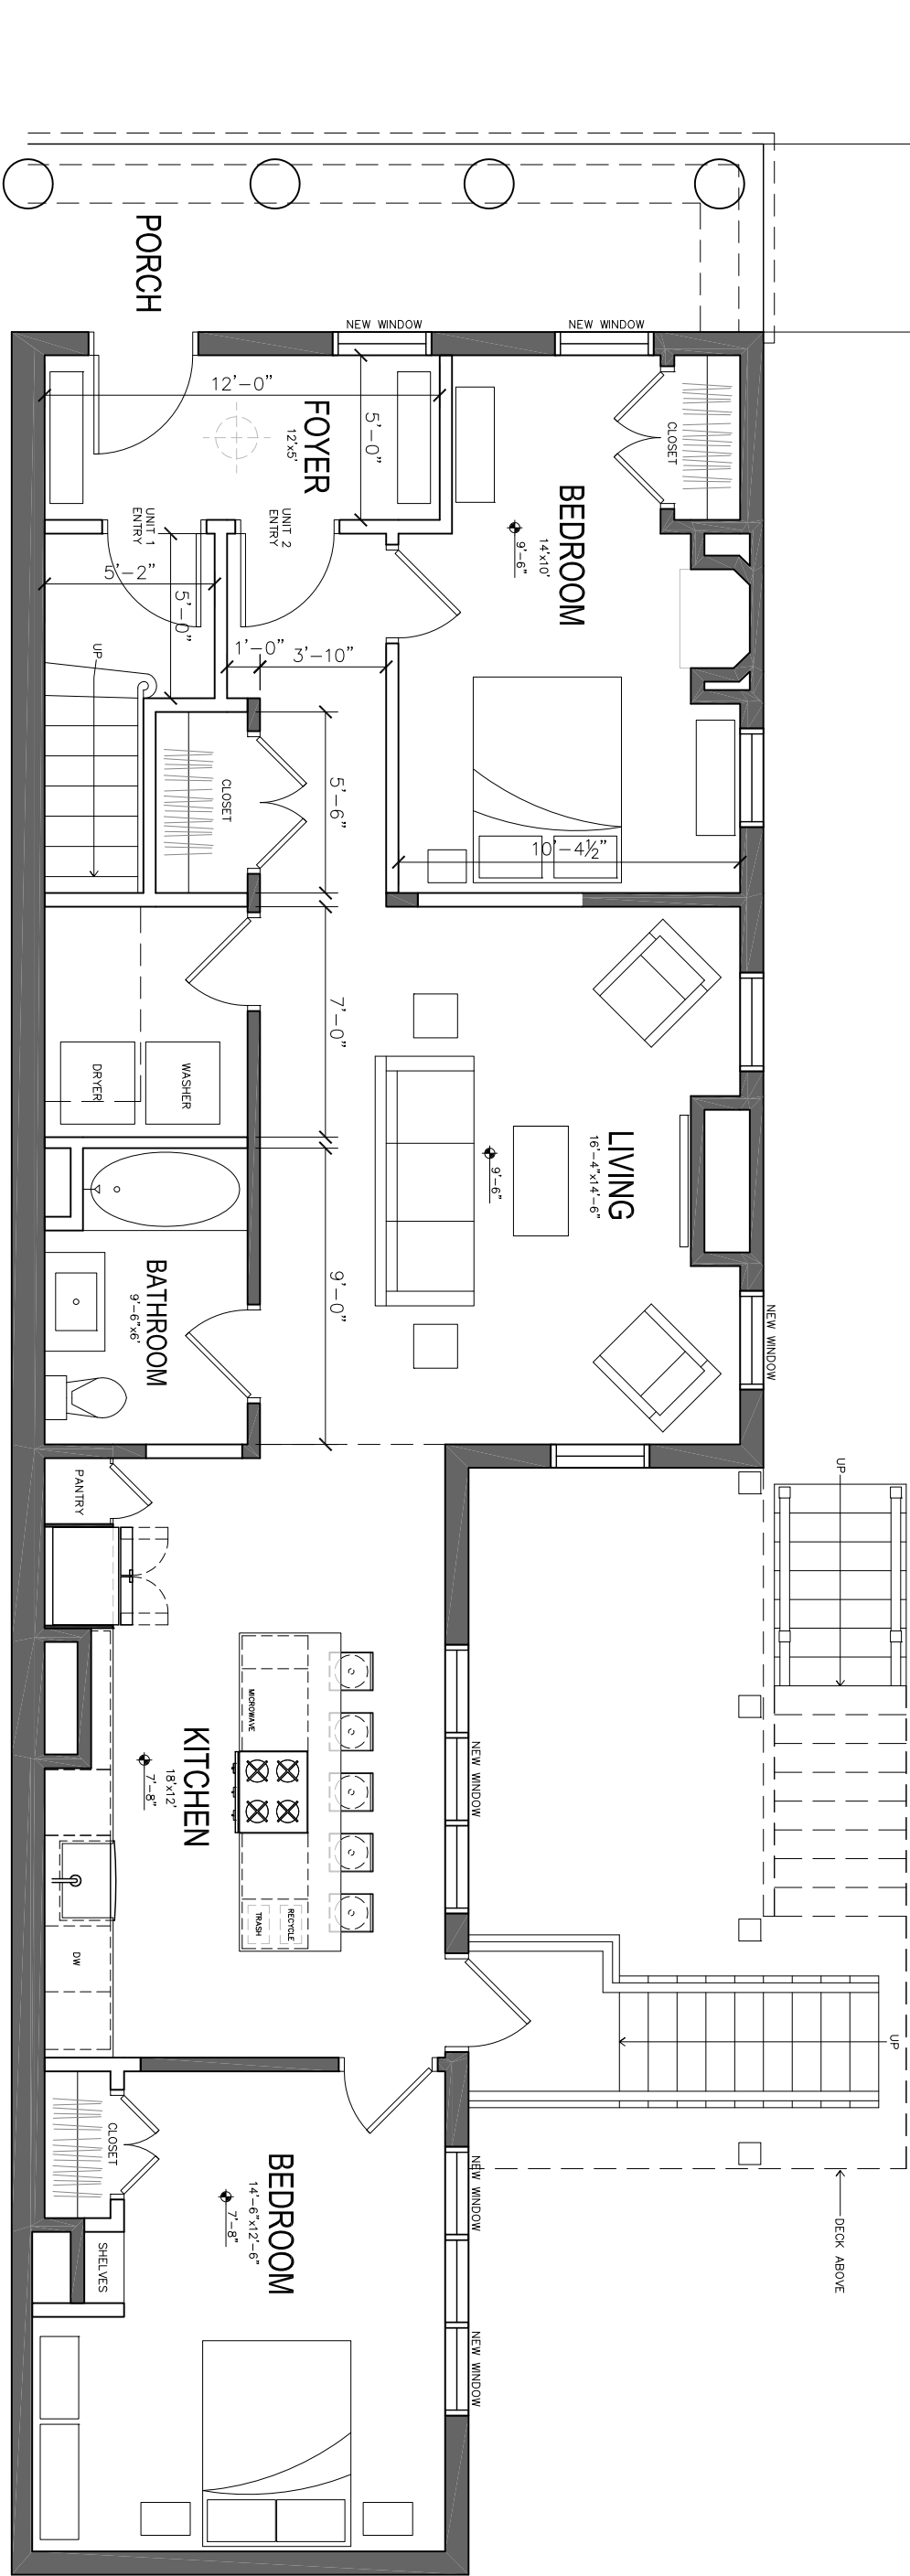 PORCH
NEW WINDOW
NEW WINDOW
12'-0"
5'-0"
FOYER
12'x5'
CLOSET
BEDROOM
14'x10'
9'-6"
UNIT 1
ENTRY
UNIT 2
ENTRY
5'-2"
5'-0"
1'-0"
3'-10"
UP
CLOSET
5'-6"
10'-4½"
7'-0"
WASHER
DRYER
LIVING
16'-4"x14'-6"
9'-6"
BATHROOM
9'-6"x6'
9'-0"
NEW WINDOW
UP
PANTRY
MICROWAVE
KITCHEN
18'x12'
7'-8"
NEW WINDOW
RECYCLE
TRASH
DW
UP
CLOSET
BEDROOM
14'-6"x12'-6"
7'-8"
NEW WINDOW
DECK ABOVE
SHELVES
NEW WINDOW